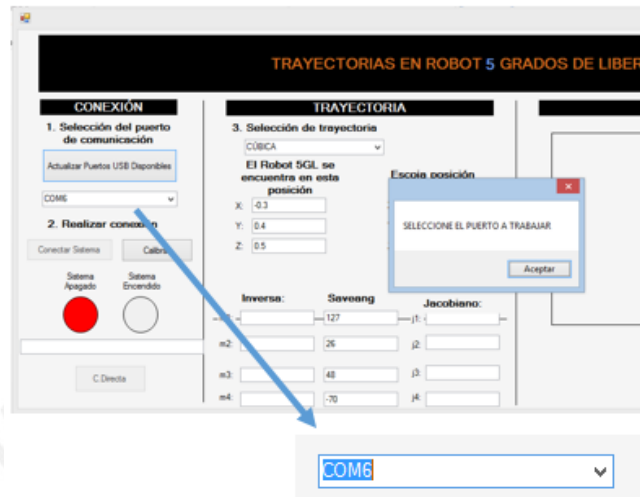 TRAYECTORIAS EN ROBOT 5 GRADOS DE LIBER
CONEXIÓN
1. Selección del puerto
de comunicación
Actualizar Puertos USB Disponibles
COM6
2. Realizar conexión
Conectar Sistema
Calibra
Sistema
Apagado
Sistema
Encendido
C.Directa
TRAYECTORIA
3. Selección de trayectoria
CÚBICA
El Robot 5GL se
encuentra en esta
posición
X: -0.3
Y: 0.4
Z: 0.5
Escoja posición
SELECCIONE EL PUERTO A TRABAJAR
Aceptar
Inversa: Saveang Jacobiano:
127 j1:
m2: 26 j2:
m3: 48 j3:
m4: -70 j4:
COM6